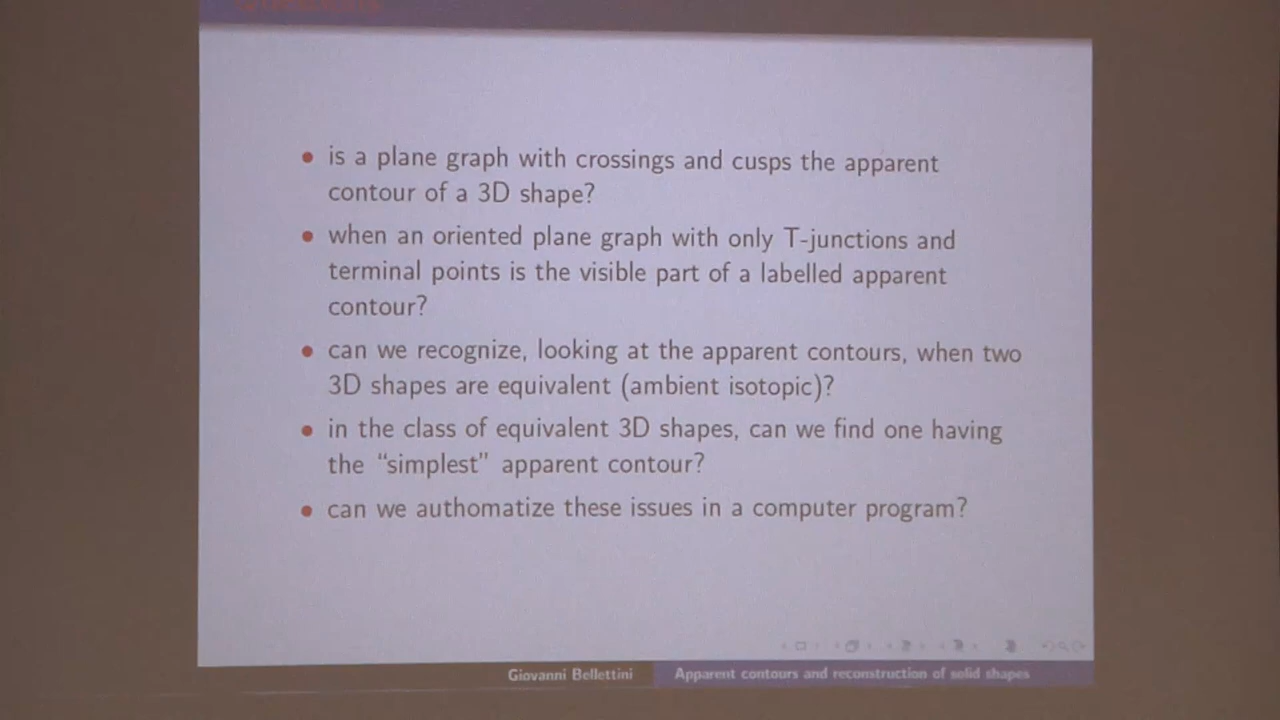 is a plane graph with crossings and cusps the apparent
contour of a 3D shape?
when an oriented plane graph with only T-junctions and
terminal points is the visible part of a labelled apparent
contour?
can we recognize, looking at the apparent contours, when two
3D shapes are equivalent (ambient isotopic)?
in the class of equivalent 3D shapes, can we find one having
the “simplest” apparent contour?
can we authomatize these issues in a computer program?
Giovanni Bellettini
Apparent contours and reconstruction of solid shapes